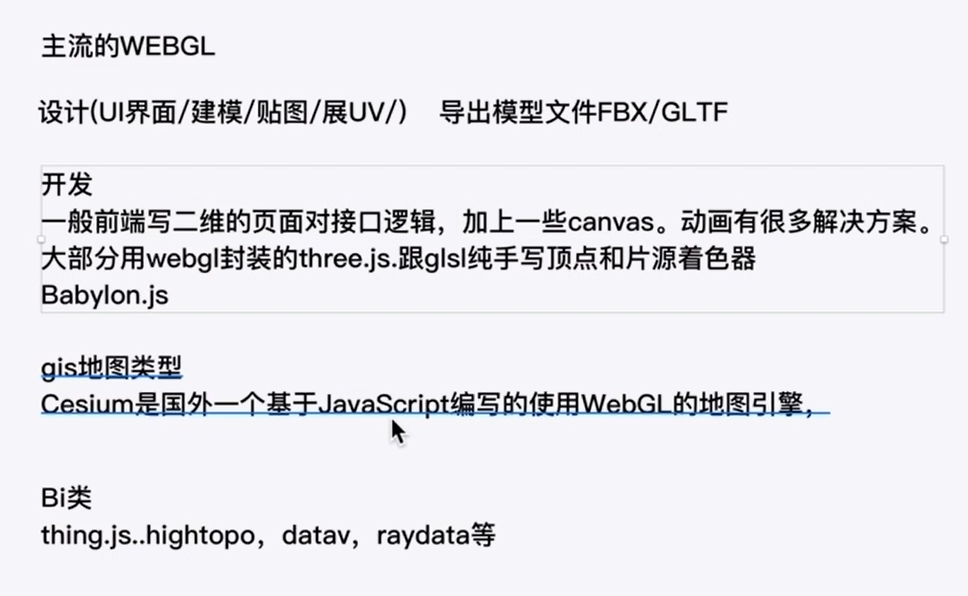 主流的WEBGL
设计(UI界面/建模/贴图/展UV/) 导出模型文件FBX/GLTF
开发
一般前端写二维的页面对接口逻辑，加上一些canvas。动画有很多解决方案。
大部分用webgl封装的three.js.跟glsl纯手写顶点和片源着色器
Babylon.js
gis地图类型
Cesium是国外一个基于JavaScript编写的使用WebGL的地图引擎，
Bi类
thing.js..hightopo，datav，raydata等